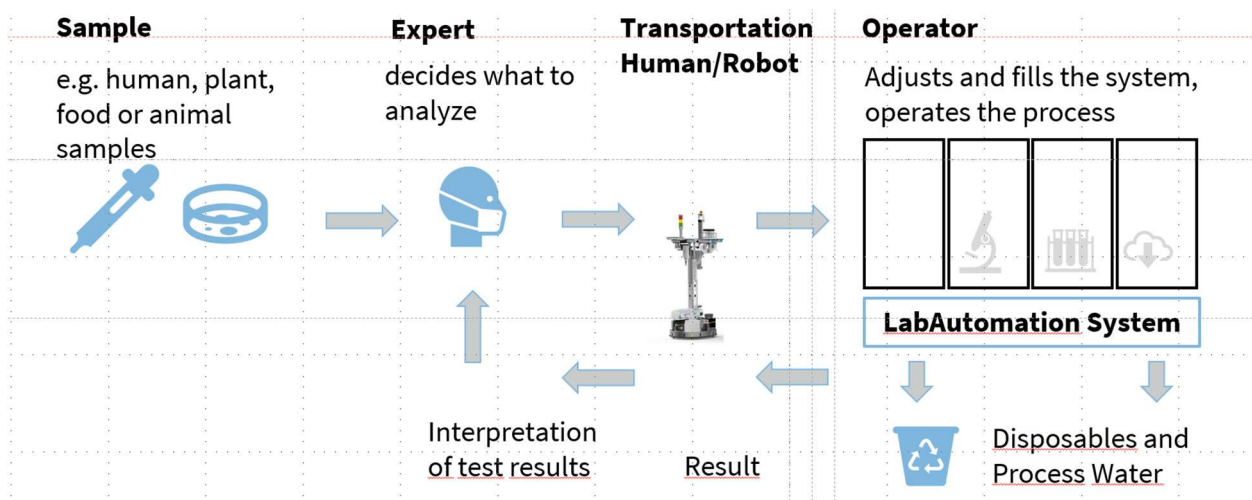 Sample
e.g. human, plant,
food or animal
samples
Expert
decides what to
analyze
Transportation
Human/Robot
Operator
Adjusts and fills the system,
operates the process
LabAutomation System
Interpretation
of test results
Result
Disposables and
Process Water